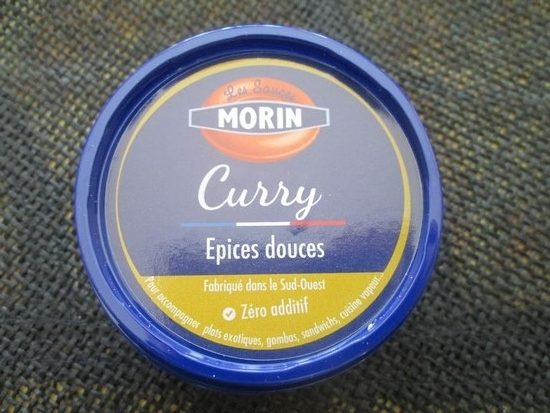 Les Sauces
MORIN
Curry
Epices douces
Fabriqué dans le Sud-Ouest
Zéro additif
Pour accompagner plats exotiques, gambas, sandwichs, cuisine vapeur...